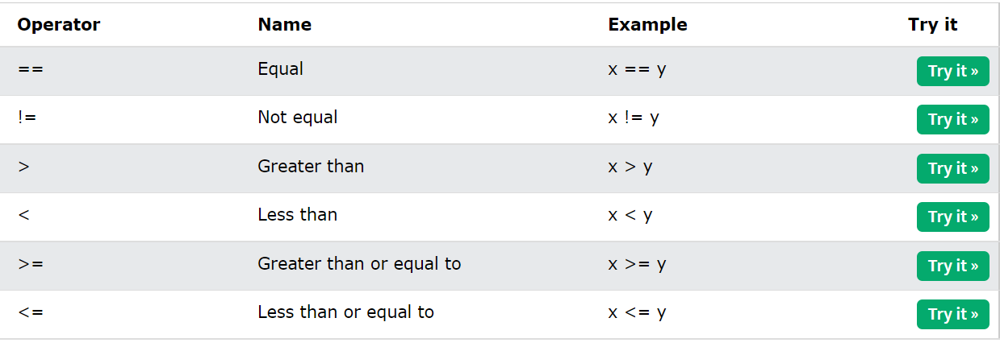 Operator Name Example Try it
== Equal x == y Try it »
!= Not equal x != y Try it »
> Greater than x > y Try it »
< Less than x < y Try it »
>= Greater than or equal to x >= y Try it »
<= Less than or equal to x <= y Try it »